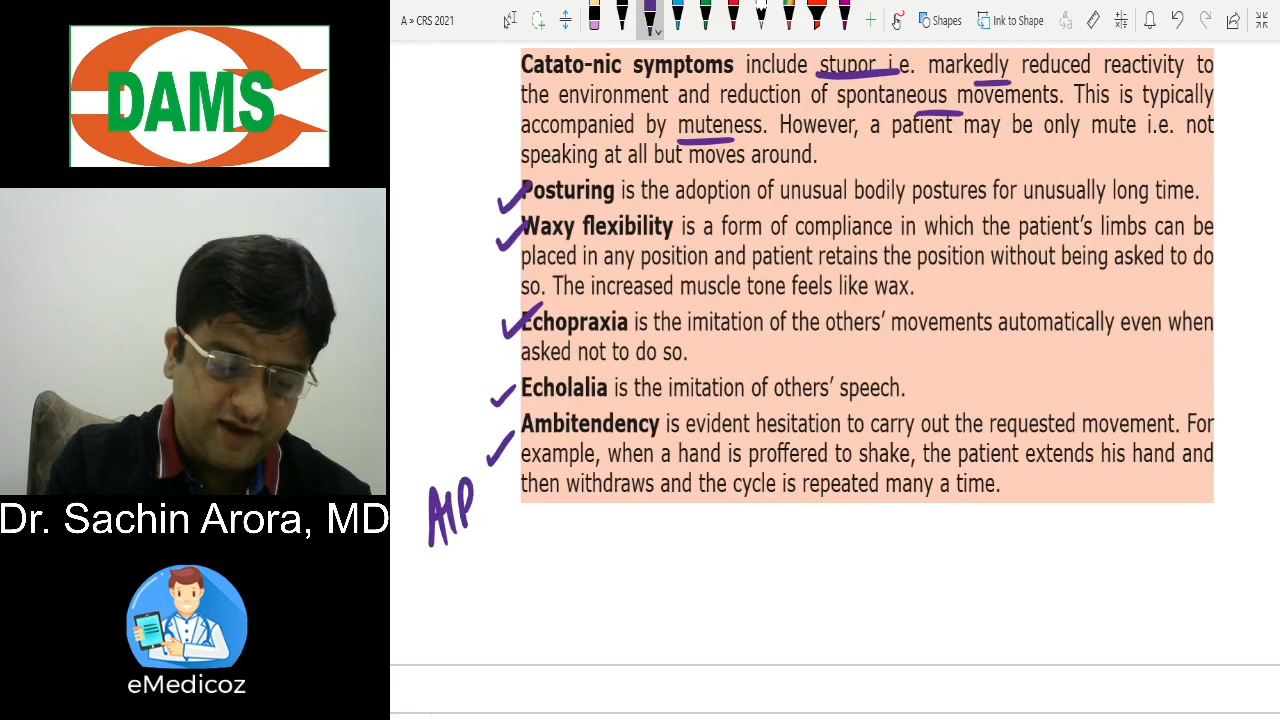 DAMS
A » CRS 2021
Shapes
Ink to Shape
Catato-nic symptoms include stupor i.e. markedly reduced reactivity to
the environment and reduction of spontaneous movements. This is typically
accompanied by muteness. However, a patient may be only mute i.e. not
speaking at all but moves around.
Posturing is the adoption of unusual bodily postures for unusually long time.
Waxy flexibility is a form of compliance in which the patient's limbs can be
placed in any position and patient retains the position without being asked to do
so. The increased muscle tone feels like wax.
Echopraxia is the imitation of the others' movements automatically even when
asked not to do so.
Echolalia is the imitation of others' speech.
Ambitendency is evident hesitation to carry out the requested movement. For
example, when a hand is proffered to shake, the patient extends his hand and
then withdraws and the cycle is repeated many a time.
AIP
Dr. Sachin Arora, MD
eMedicoz